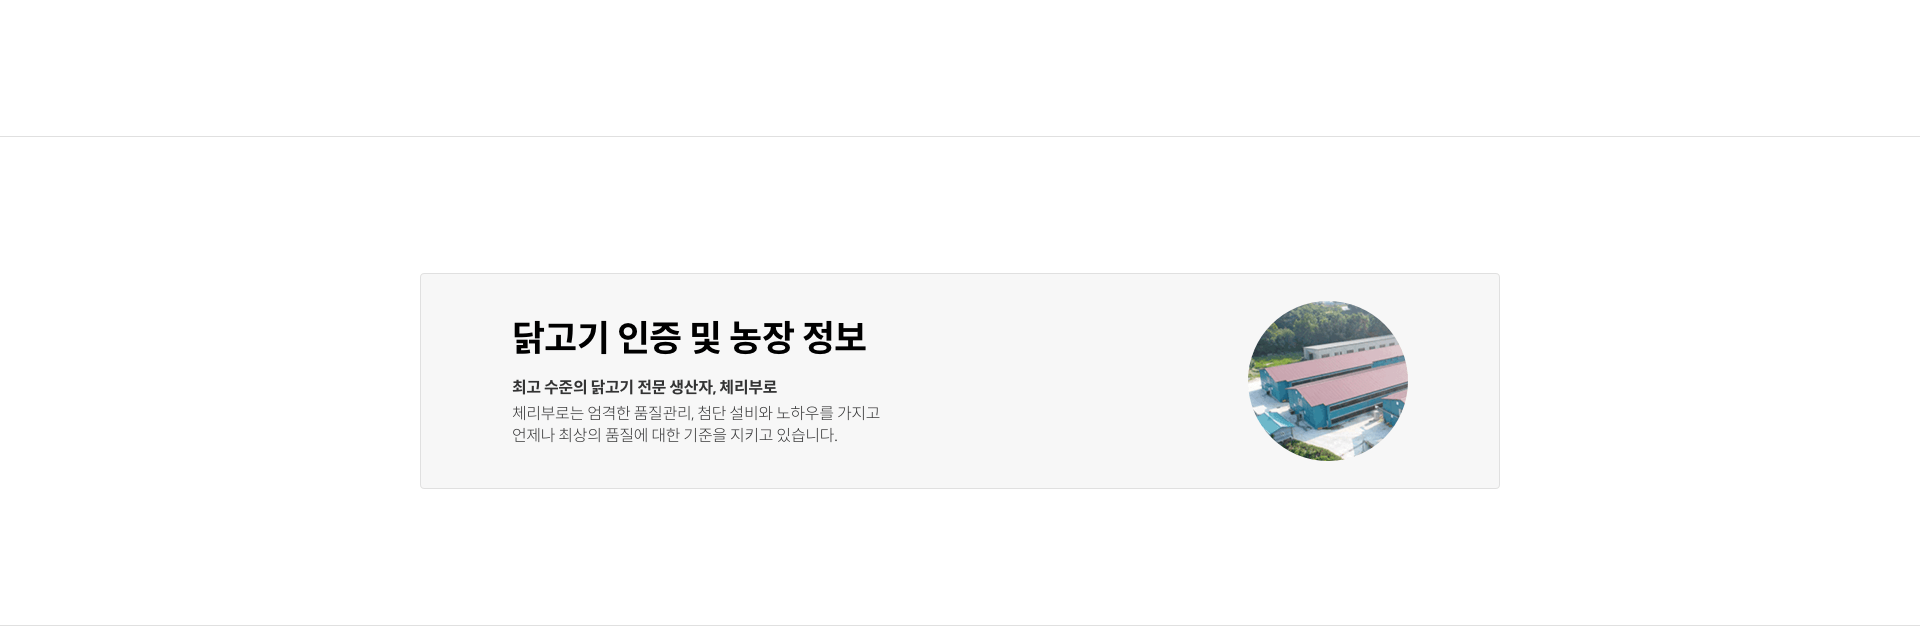 닭고기 인증 및 농장 정보
최고 수준의 닭고기 전문 생산자, 체리부로
체리부로는 엄격한 품질관리, 첨단 설비와 노하우를 가지고
언제나 최상의 품질에 대한 기준을 지키고 있습니다.